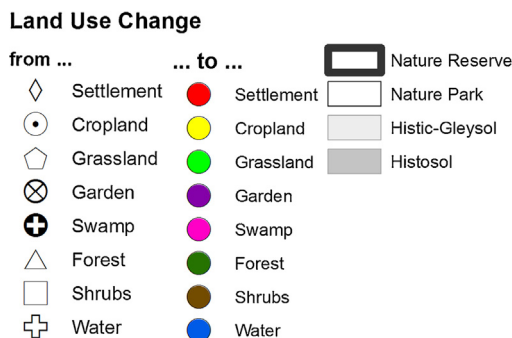 Land Use Change
from ...
Settlement
Cropland
Grassland
Garden
Swamp
Forest
Shrubs
Water
... to ...
Settlement
Cropland
Grassland
Garden
Swamp
Forest
Shrubs
Water
Nature Reserve
Nature Park
Histic-Gleysol
Histosol